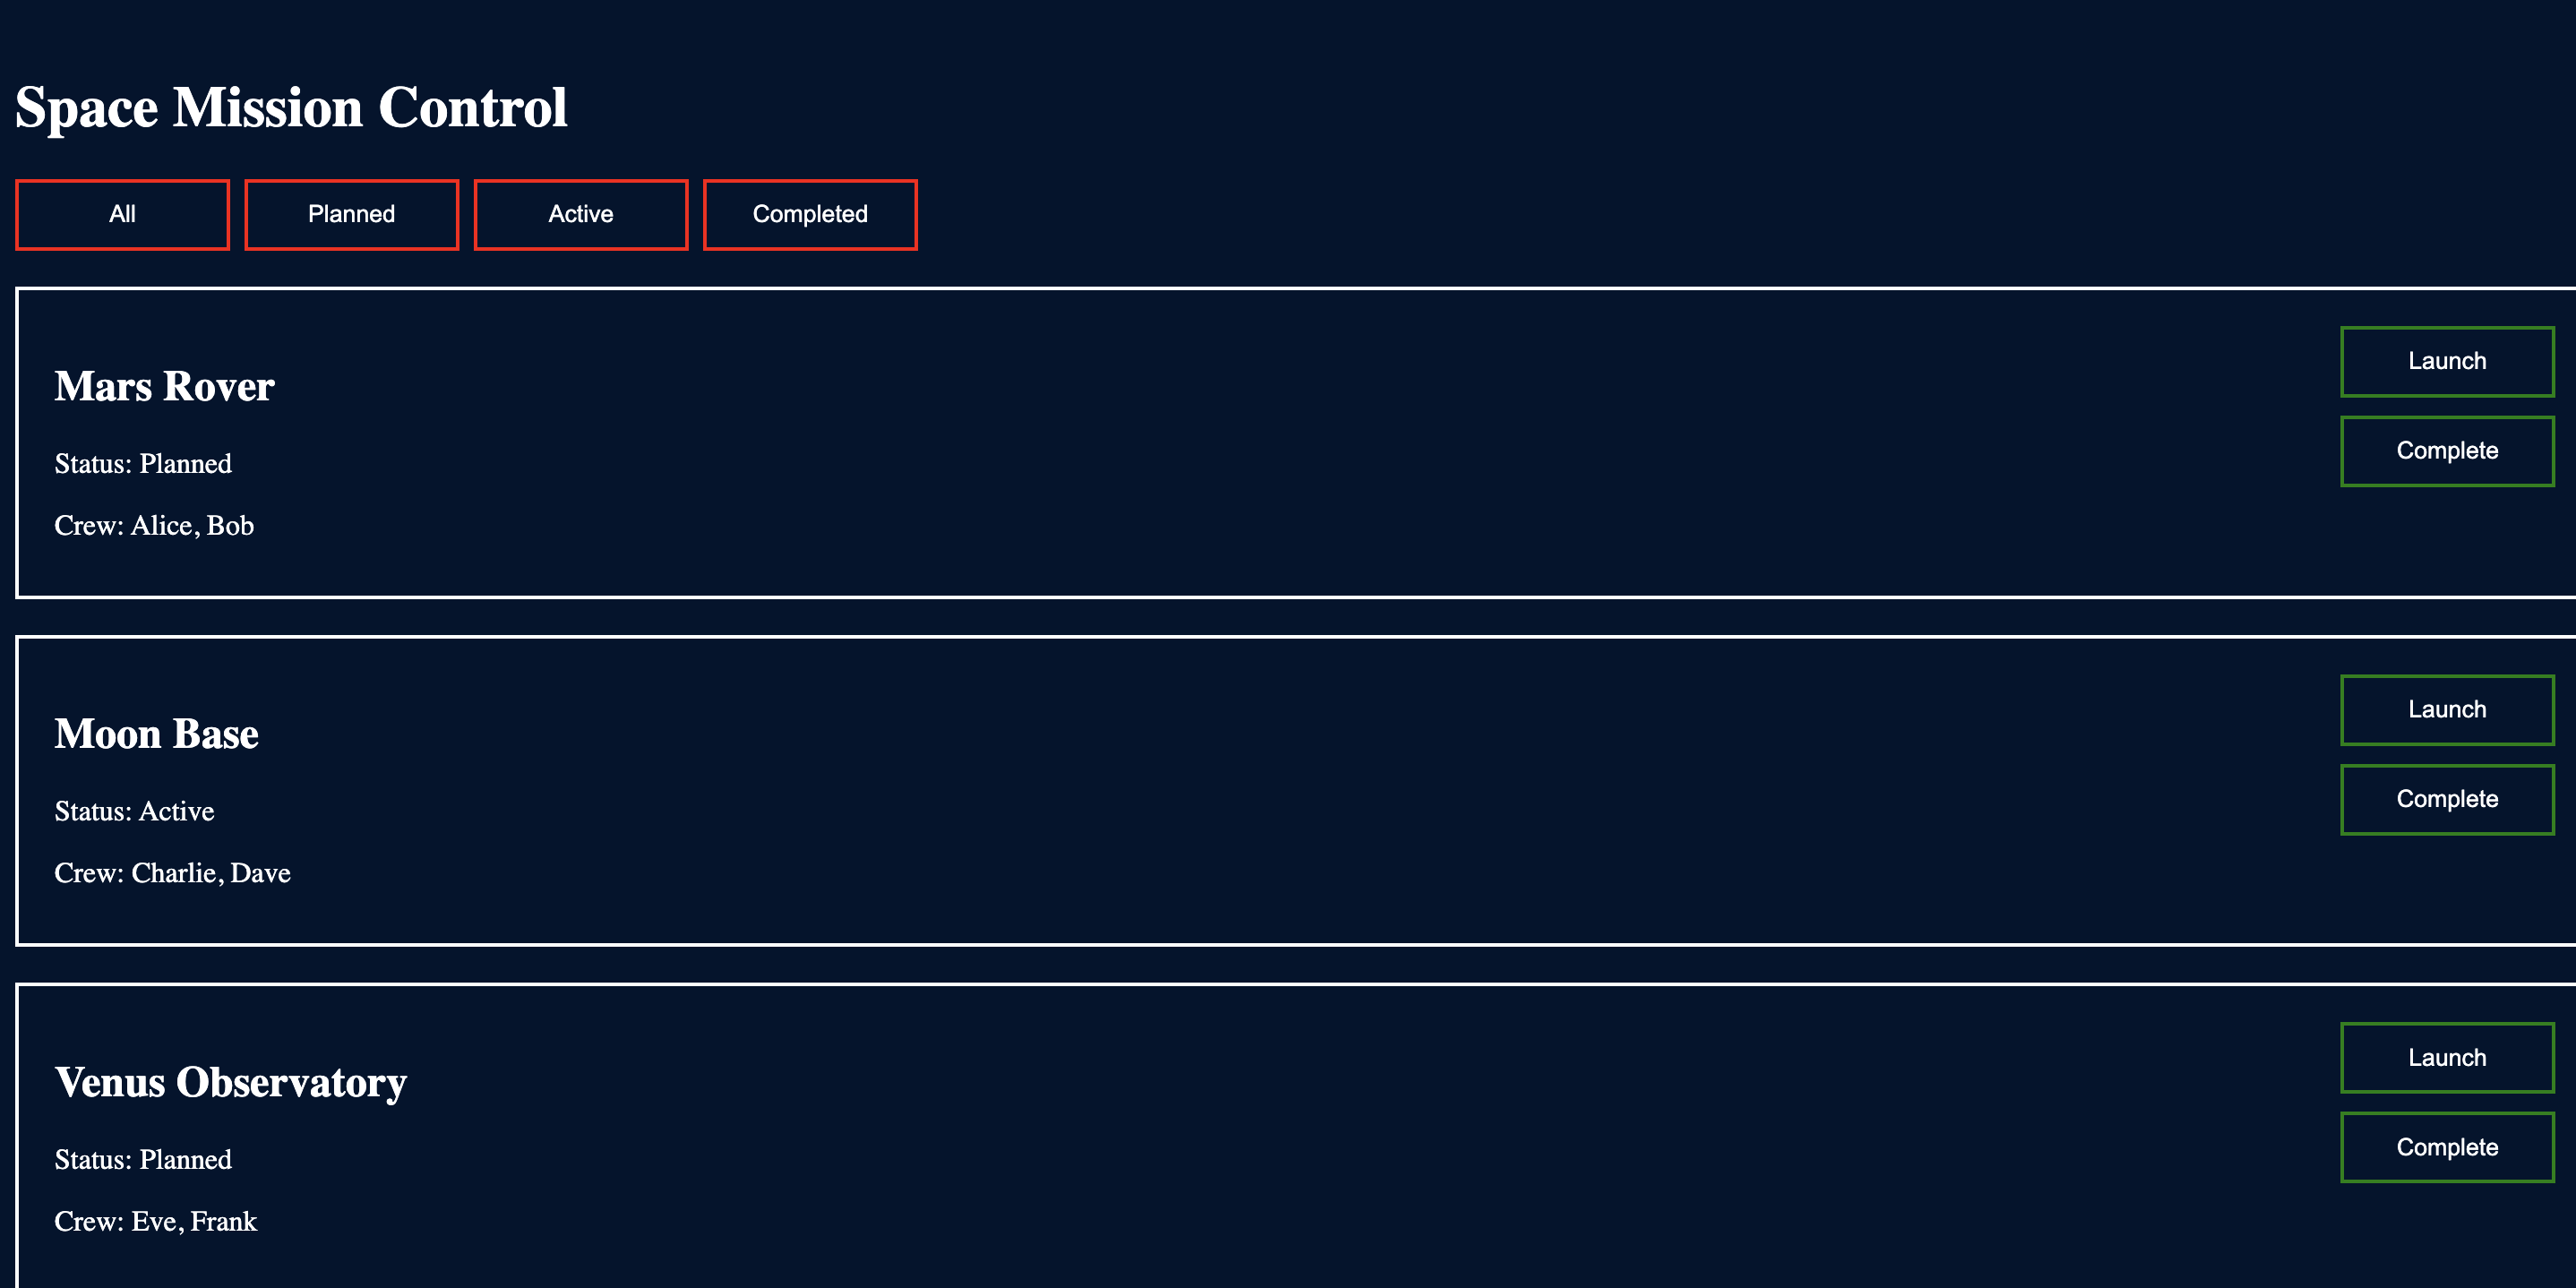 Space Mission Control
All Planned Active Completed
Mars Rover
Status: Planned
Crew: Alice, Bob
Launch
Complete
Moon Base
Status: Active
Crew: Charlie, Dave
Launch
Complete
Venus Observatory
Status: Planned
Crew: Eve, Frank
Launch
Complete